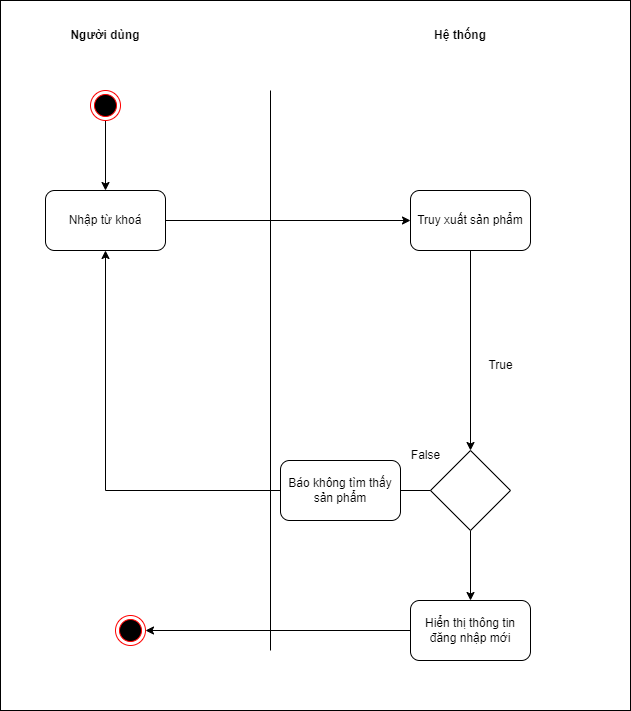 Người dùng
Hệ thống
Nhập từ khoá
Truy xuất sản phẩm
True
False
Báo không tìm thấy
sản phẩm
Hiển thị thông tin
đăng nhập mới